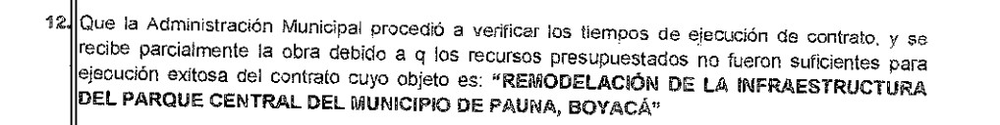 12. Que la Administración Municipal procedió a verificar los tiempos de ejecución de contrato, y se
recibe parcialmente la obra debido a q los recursos presupuestados no fueron suficientes para
ejecución exitosa del contrato cuyo objeto es: "REMODELACIÓN DE LA INFRAESTRUCTURA
DEL PARQUE CENTRAL DEL MUNICIPIO DE PAUNA, BOYACÁ"